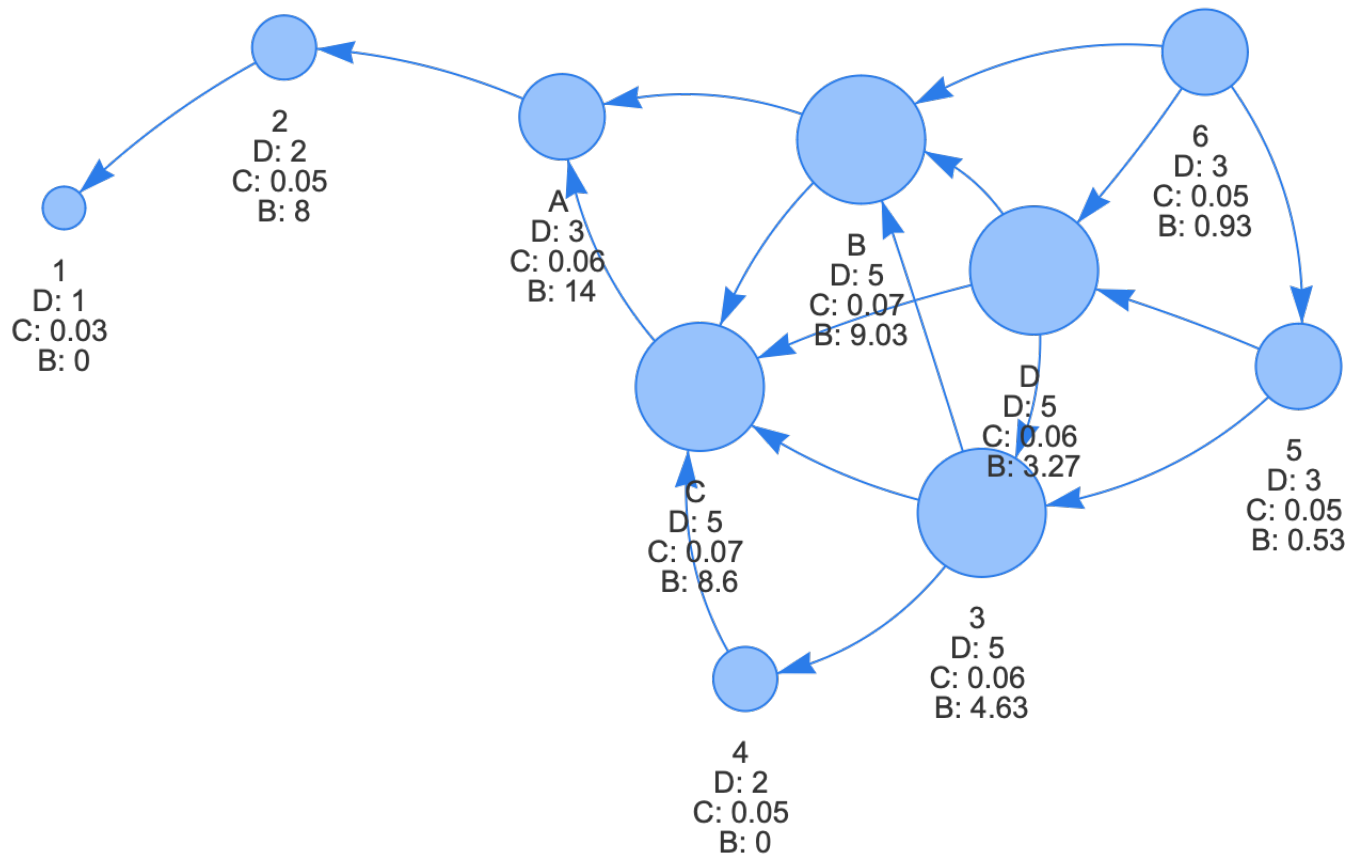 2
D: 2
C: 0.05
B: 8
1
D: 1
C: 0.03
B: 0
A
D: 3
C: 0.06
B: 14
B
D: 5
C: 0.07
B: 9.03
6
D: 3
C: 0.05
B: 0.93
D
D: 5
C: 0.06
B: 3.27
5
D: 3
C: 0.05
B: 0.53
C
D: 5
C: 0.07
B: 8.6
3
D: 5
C: 0.06
B: 4.63
4
D: 2
C: 0.05
B: 0